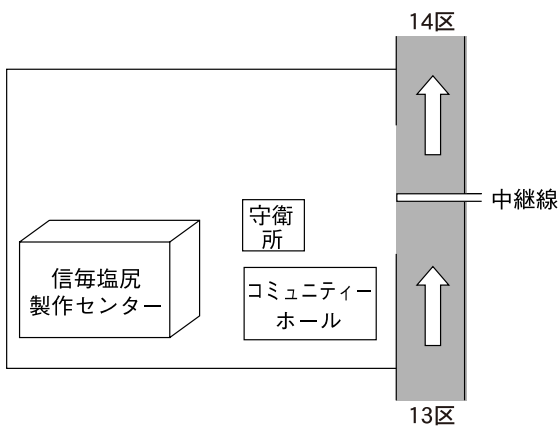 14区
中継線
守衛
所
信毎塩尻
製作センター
コミュニティー
ホール
13区